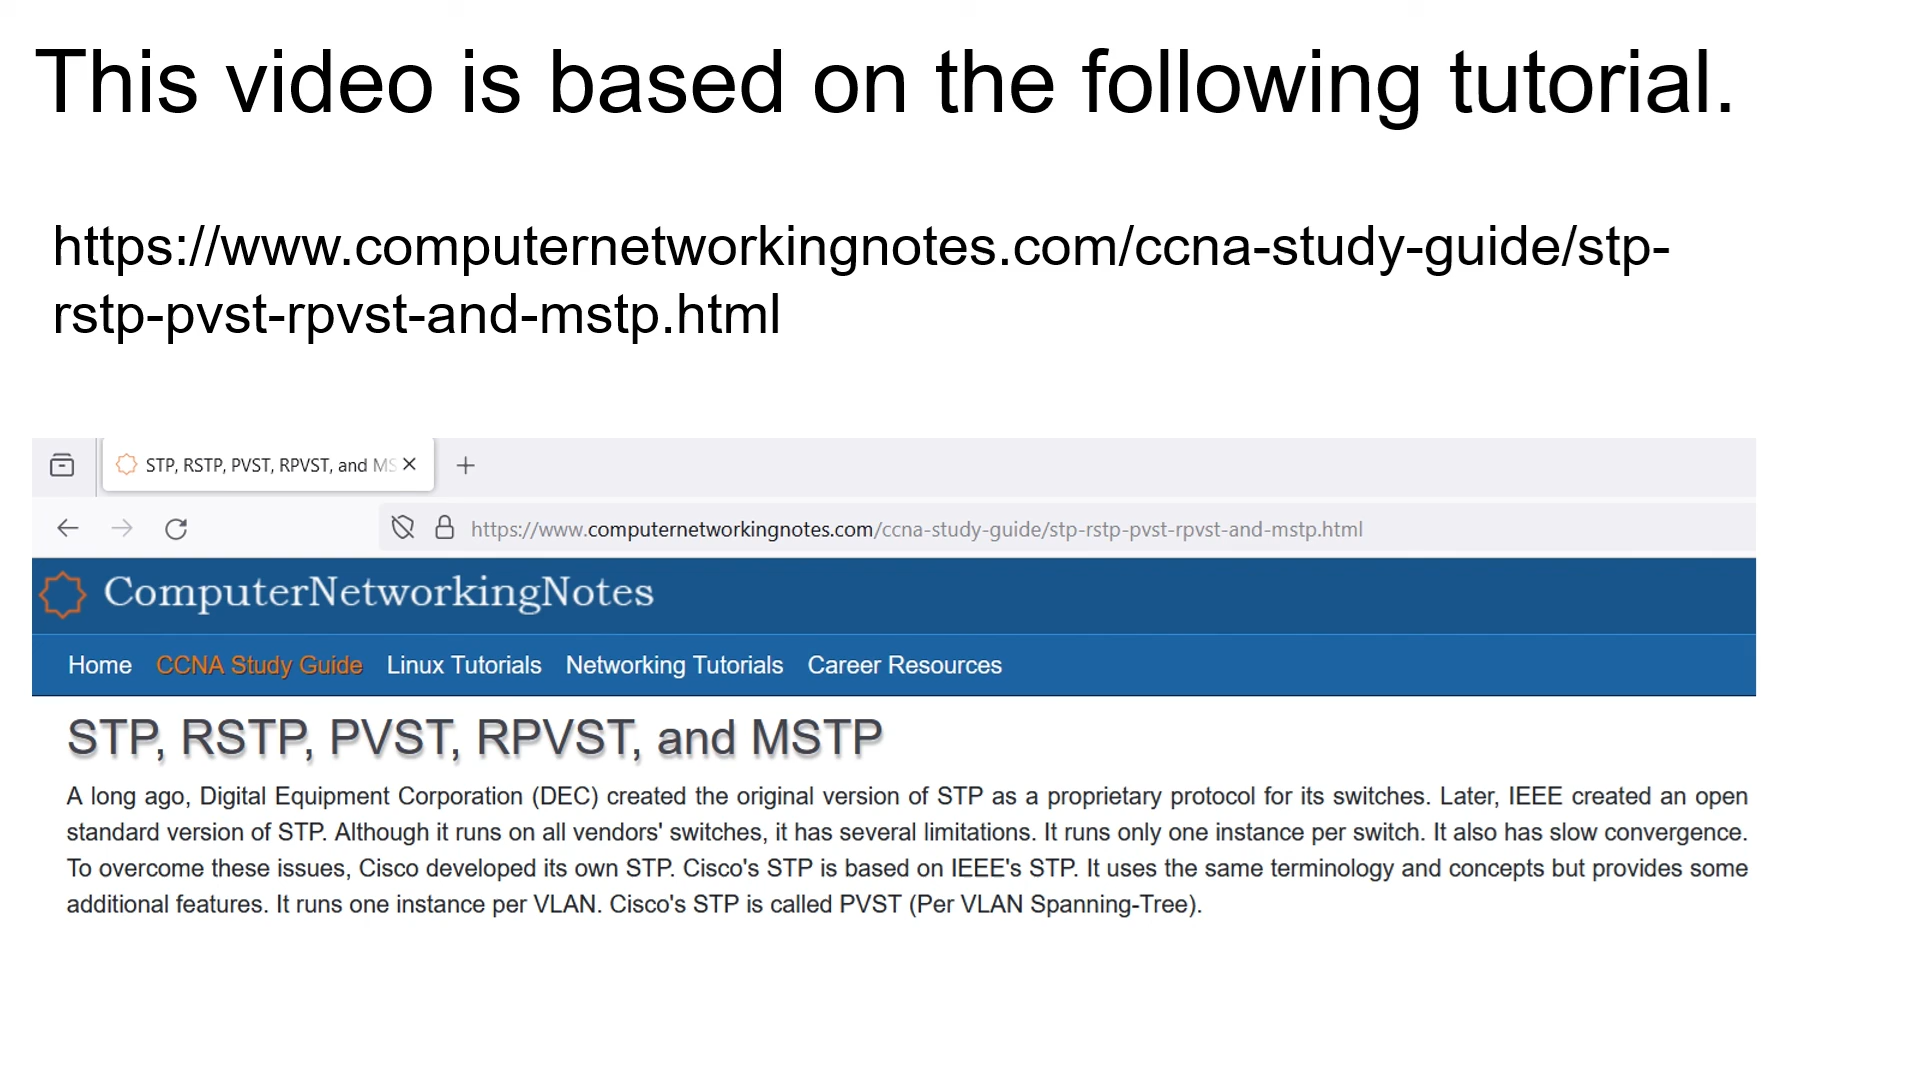 This video is based on the following tutorial.
https://www.computernetworkingnotes.com/ccna-study-guide/stp-
rstp-pvst-rpvst-and-mstp.html
STP, RSTP, PVST, RPVST, and MS
https://www.computernetworkingnotes.com/ccna-study-guide/stp-rstp-pvst-rpvst-and-mstp.html
ComputerNetworkingNotes
Home CCNA Study Guide Linux Tutorials Networking Tutorials Career Resources
STP, RSTP, PVST, RPVST, and MSTP
A long ago, Digital Equipment Corporation (DEC) created the original version of STP as a proprietary protocol for its switches. Later, IEEE created an open
standard version of STP. Although it runs on all vendors' switches, it has several limitations. It runs only one instance per switch. It also has slow convergence.
To overcome these issues, Cisco developed its own STP. Cisco's STP is based on IEEE's STP. It uses the same terminology and concepts but provides some
additional features. It runs one instance per VLAN. Cisco's STP is called PVST (Per VLAN Spanning-Tree).